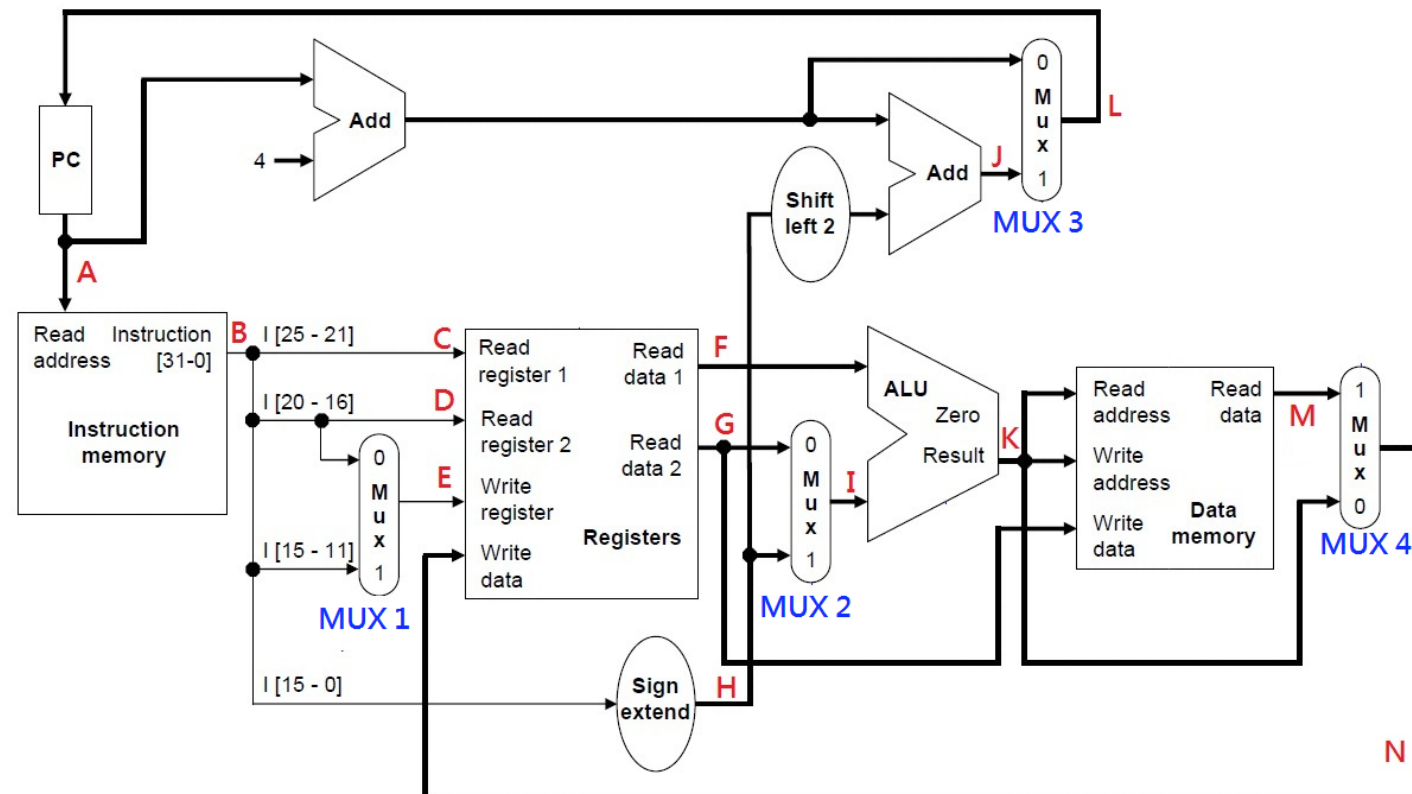 0
M
u
x
1
L
Add
PC
4
Add
J
Shift
left 2
MUX 3
A
Read
address
Instruction
[31-0]
Instruction
memory
B
I [25 - 21]
C
I [20 - 16]
D
0
M
u
x
1
E
I [15 - 11]
MUX 1
I [15 - 0]
Read
register 1
Read
data 1
Read
register 2
Read
data 2
Write
register
Registers
Write
data
F
G
0
M
u
x
1
I
MUX 2
Sign
extend
H
ALU
Zero
Result
K
Read
address
Read
data
Write
address
Write
data
Data
memory
M
1
M
u
x
0
MUX 4
N